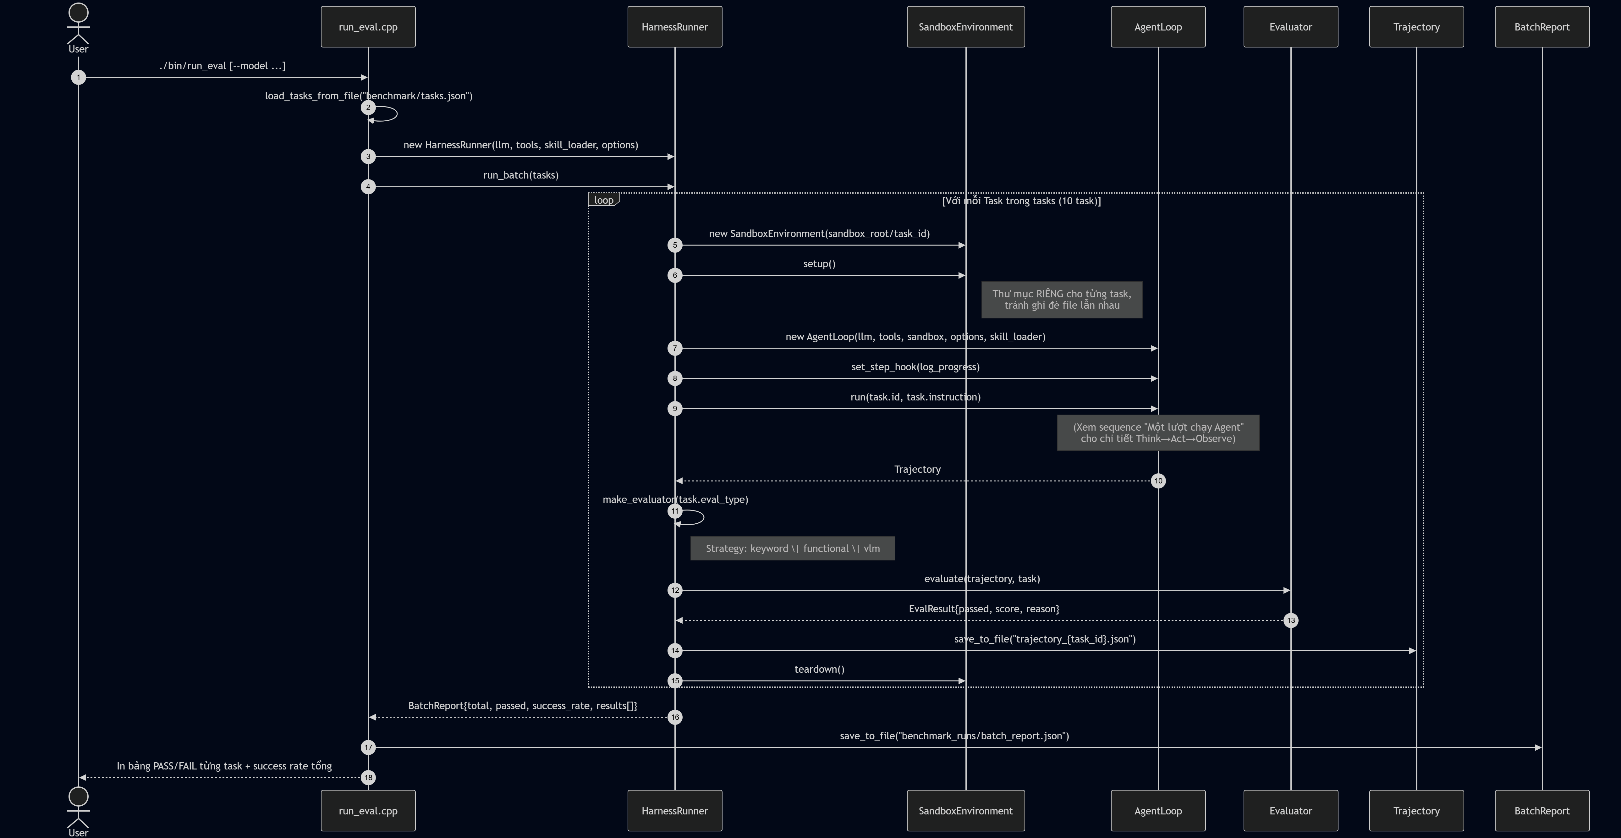 run_eval.cpp
HarnessRunner
SandboxEnvironment
AgentLoop
Evaluator
Trajectory
BatchReport
User
1
./bin/run_eval [--model ...]
load_tasks_from_file("benchmark/tasks.json")
2
3
new HarnessRunner(llm, tools, skill_loader, options)
4
run_batch(tasks)
loop
[Với mỗi Task trong tasks (10 task)]
new SandboxEnvironment(sandbox_root/task_id)
5
setup()
6
Thư mục RIÊNG cho từng task,
tránh ghi đè file lẫn nhau
new AgentLoop(llm, tools, sandbox, options, skill_loader)
7
set_step_hook(log_progress)
8
run(task.id, task.instruction)
9
(Xem sequence "Một lượt chạy Agent"
cho chi tiết Think→Act→Observe)
Trajectory
10
make_evaluator(task.eval_type)
11
Strategy: keyword \| functional \| vlm
evaluate(trajectory, task)
12
EvalResult{passed, score, reason}
13
save_to_file("trajectory_{task_id}.json")
14
teardown()
15
BatchReport{total, passed, success_rate, results[]}
16
save_to_file("benchmark_runs/batch_report.json")
17
In bảng PASS/FAIL từng task + success rate tổng
18
User
run_eval.cpp
HarnessRunner
SandboxEnvironment
AgentLoop
Evaluator
Trajectory
BatchReport